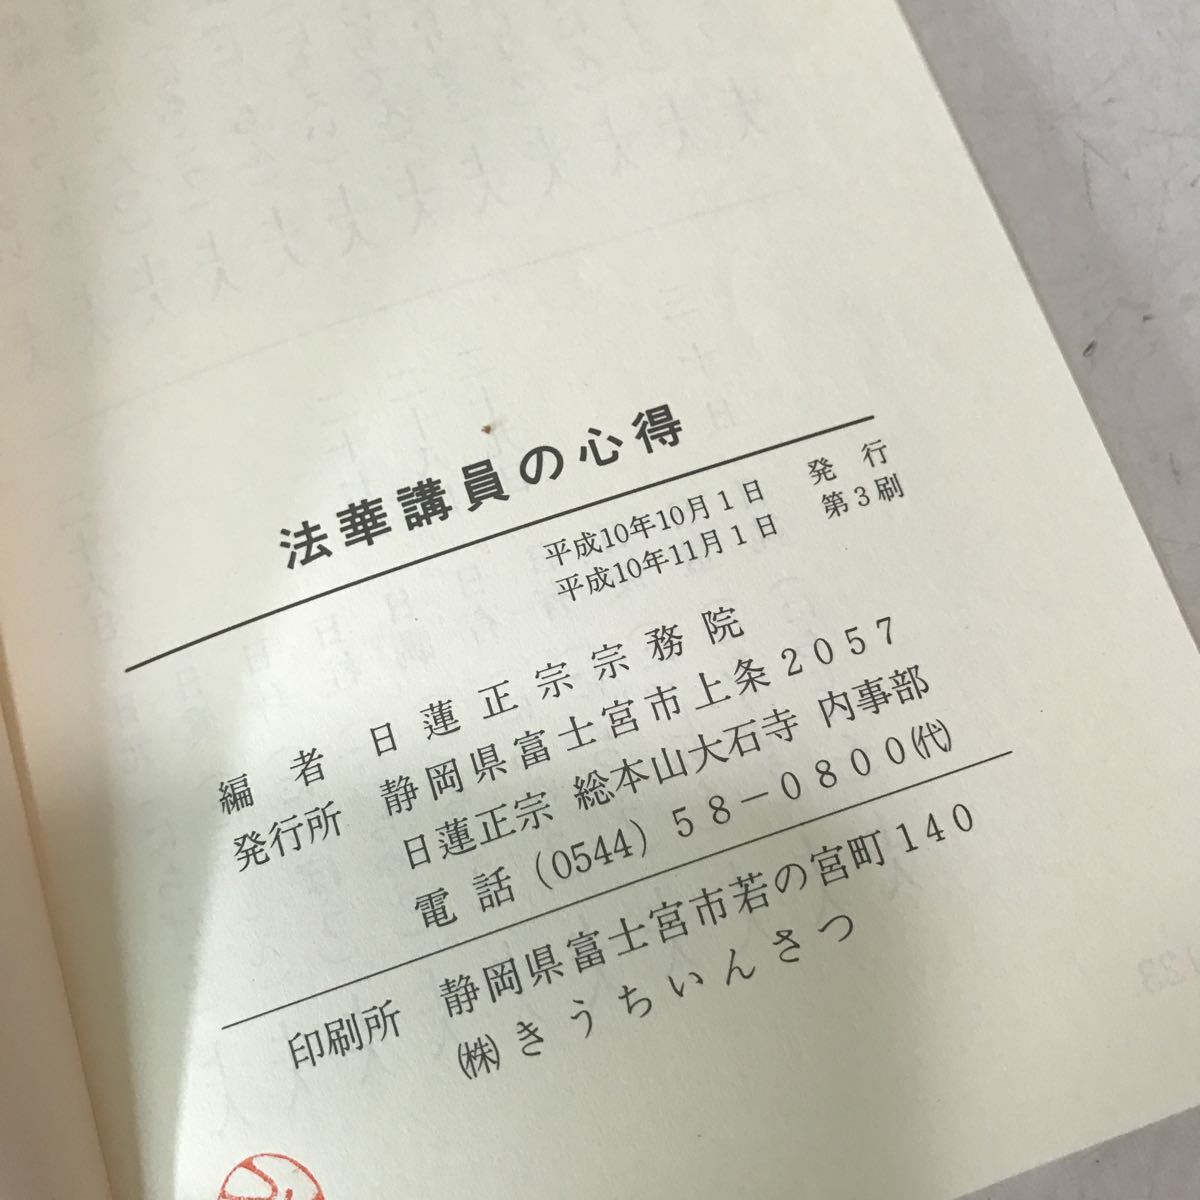 法華講員の心得
平成10年10月1日 発行
平成10年11月1日 第3刷
編者 日蓮正宗宗務院
発行所 静岡県富士宮市上条2057
日蓮正宗 総本山大石寺 内事部
電話(0544)58-0800(代)
印刷所 静岡県富士宮市若の宮町140
(株)きうちいんさつ